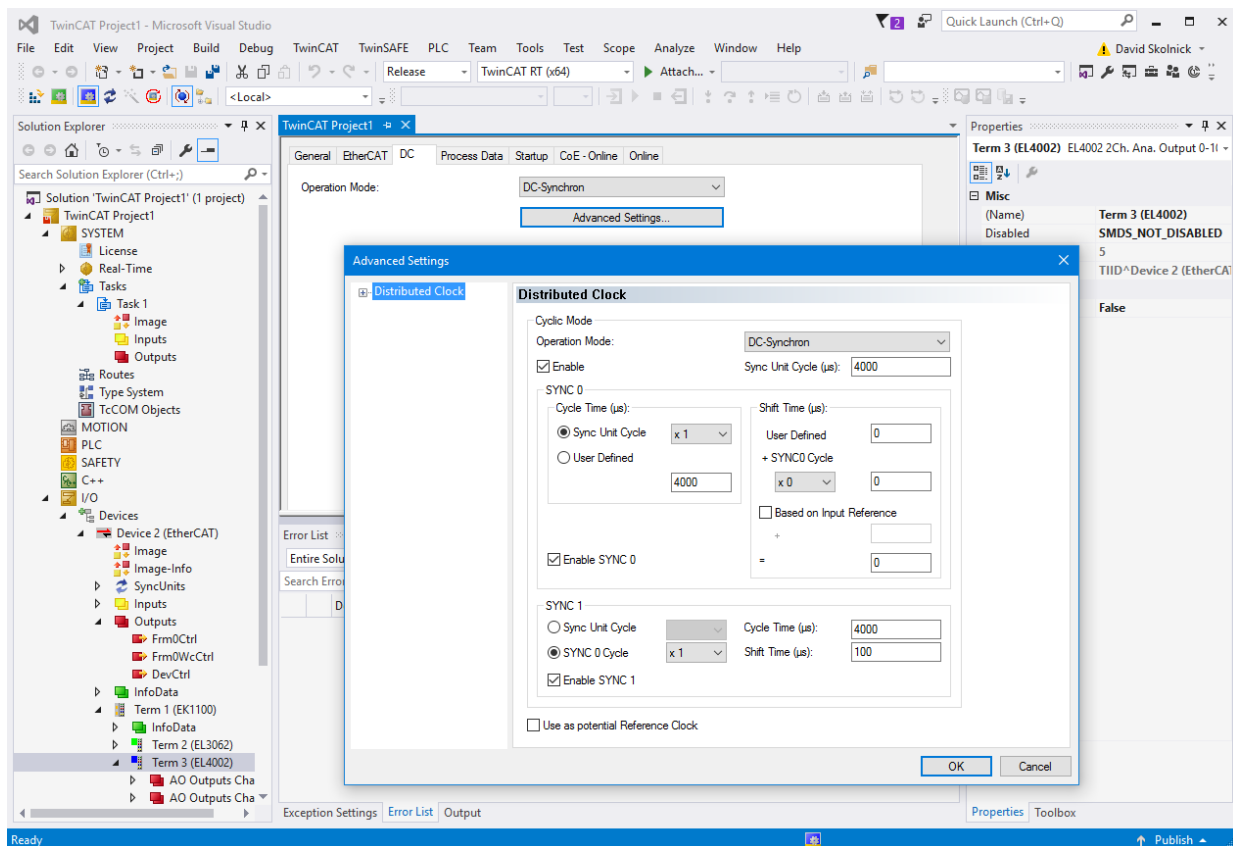 TwinCAT Project1 - Microsoft Visual Studio
2
Quick Launch (Ctrl+Q)
File Edit View Project Build Debug TwinCAT TwinSAFE PLC Team Tools Test Scope Analyze Window Help
David Skolnick
Release
TwinCAT RT (x64)
Attach...
<Local>
Solution Explorer
Search Solution Explorer (Ctrl+;)
Solution 'TwinCAT Project1' (1 project)
TwinCAT Project1
SYSTEM
License
Real-Time
Tasks
Task 1
Image
Inputs
Outputs
Routes
Type System
TcCOM Objects
MOTION
PLC
SAFETY
C++
I/O
Devices
Device 2 (EtherCAT)
Image
Image-Info
SyncUnits
Inputs
Outputs
Frm0Ctrl
Frm0WcCtrl
DevCtrl
InfoData
Term 1 (EK1100)
InfoData
Term 2 (EL3062)
Term 3 (EL4002)
AO Outputs Cha
AO Outputs Cha
TwinCAT Project1
General EtherCAT DC Process Data Startup CoE - Online Online
Operation Mode:
DC-Synchron
Advanced Settings...
Error List
Entire Solu
Search Error
D
Advanced Settings
Distributed Clock
Distributed Clock
Cyclic Mode
Operation Mode:
DC-Synchron
Enable
Sync Unit Cycle (µs):
4000
SYNC 0
Cycle Time (µs):
Sync Unit Cycle
x 1
User Defined
4000
Enable SYNC 0
Shift Time (µs):
User Defined
0
+ SYNC0 Cycle
x 0
0
Based on Input Reference
+
=
0
SYNC 1
Sync Unit Cycle
Cycle Time (µs):
4000
SYNC 0 Cycle
x 1
Shift Time (µs):
100
Enable SYNC 1
Use as potential Reference Clock
OK
Cancel
Exception Settings Error List Output
Properties
Term 3 (EL4002) EL4002 2Ch. Ana. Output 0-1
Misc
(Name) Term 3 (EL4002)
Disabled SMDS_NOT_DISABLED
5
TIID^Device 2 (EtherCA
False
Properties Toolbox
Ready
Publish